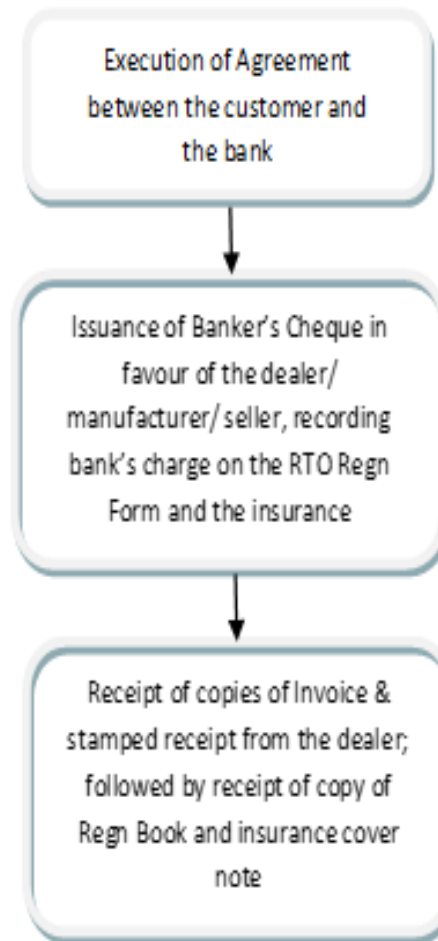 Execution of Agreement
between the customer and
the bank
Issuance of Banker's Cheque in
favour of the dealer/
manufacturer/ seller, recording
bank's charge on the RTO Regn
Form and the insurance
Receipt of copies of Invoice &
stamped receipt from the dealer;
followed by receipt of copy of
Regn Book and insurance cover
note